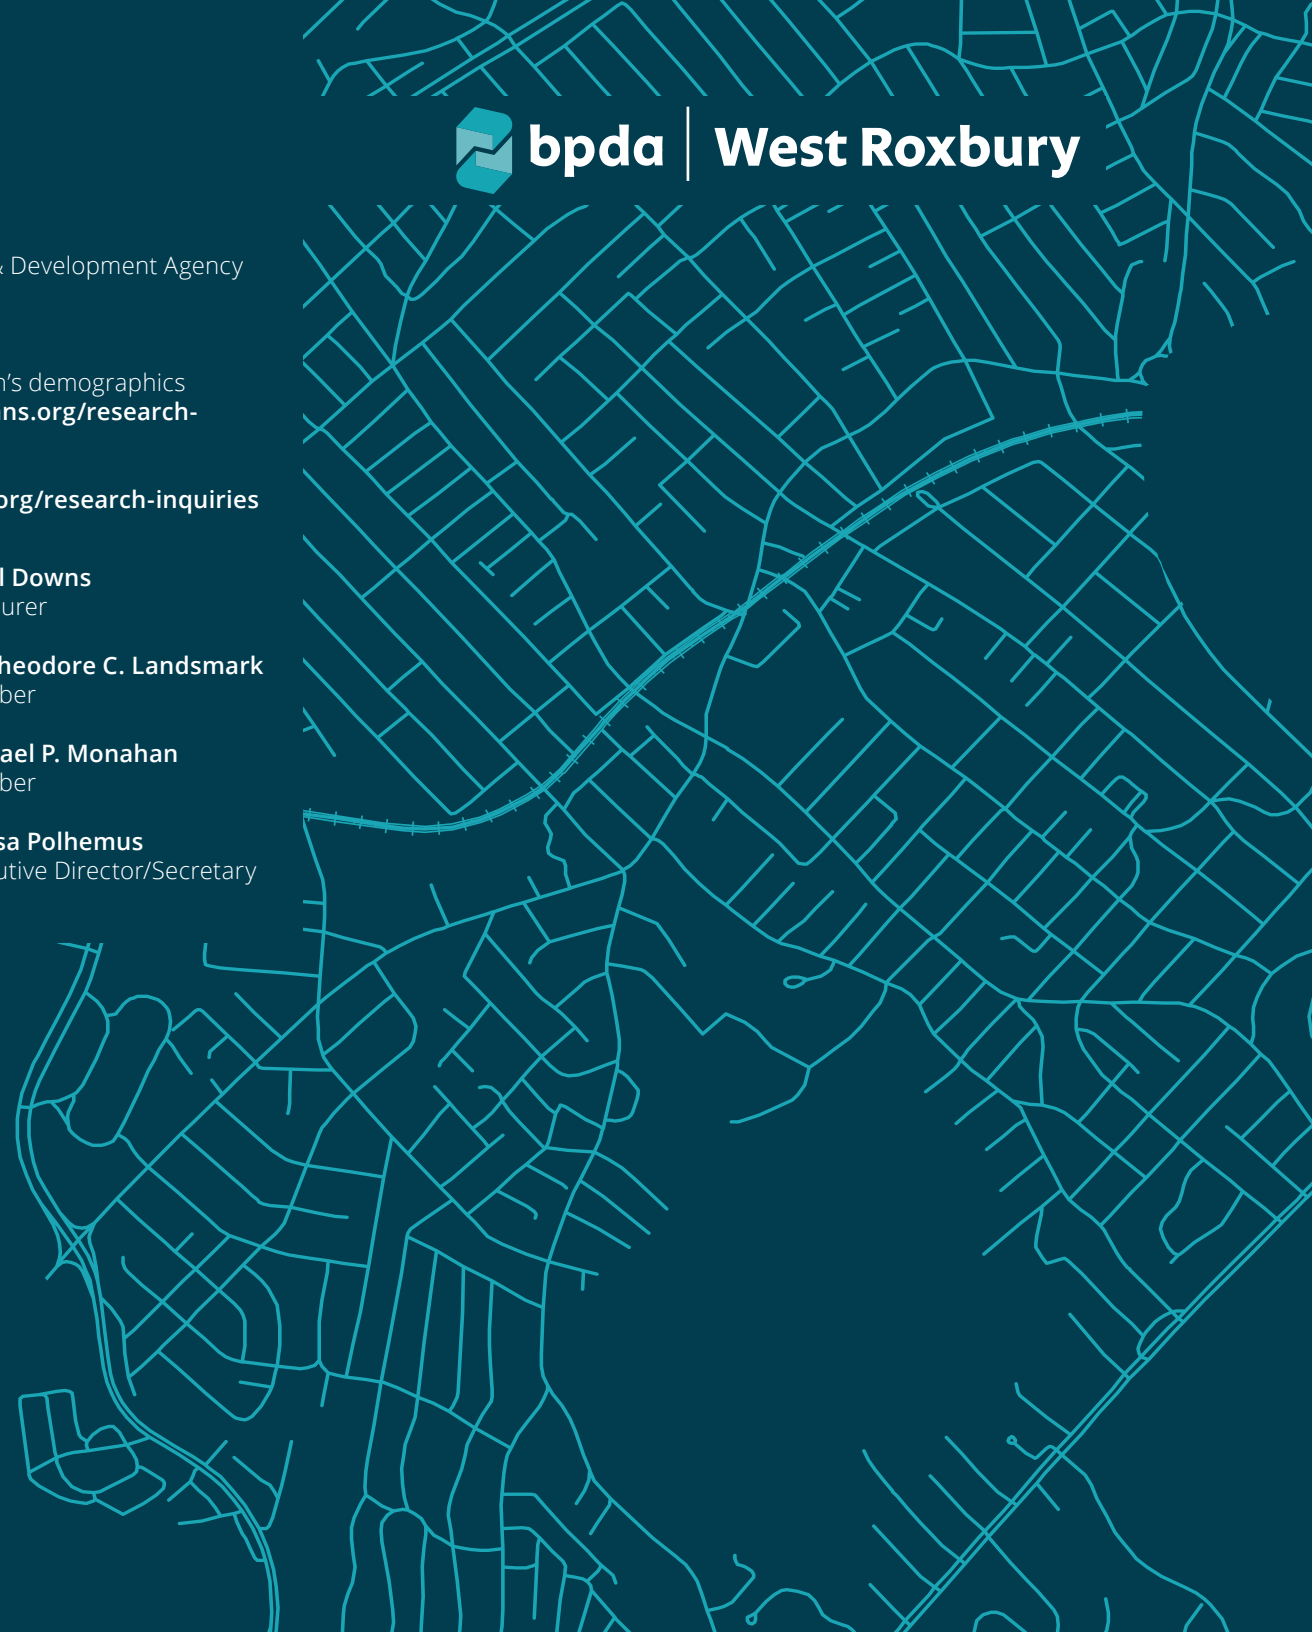 bpda | West Roxbury
& Development Agency
's demographics
ns.org/research-
org/research-inquiries
l Downs
urer
heodore C. Landsmark
ber
ael P. Monahan
ber
sa Polhemus
utive Director/Secretary